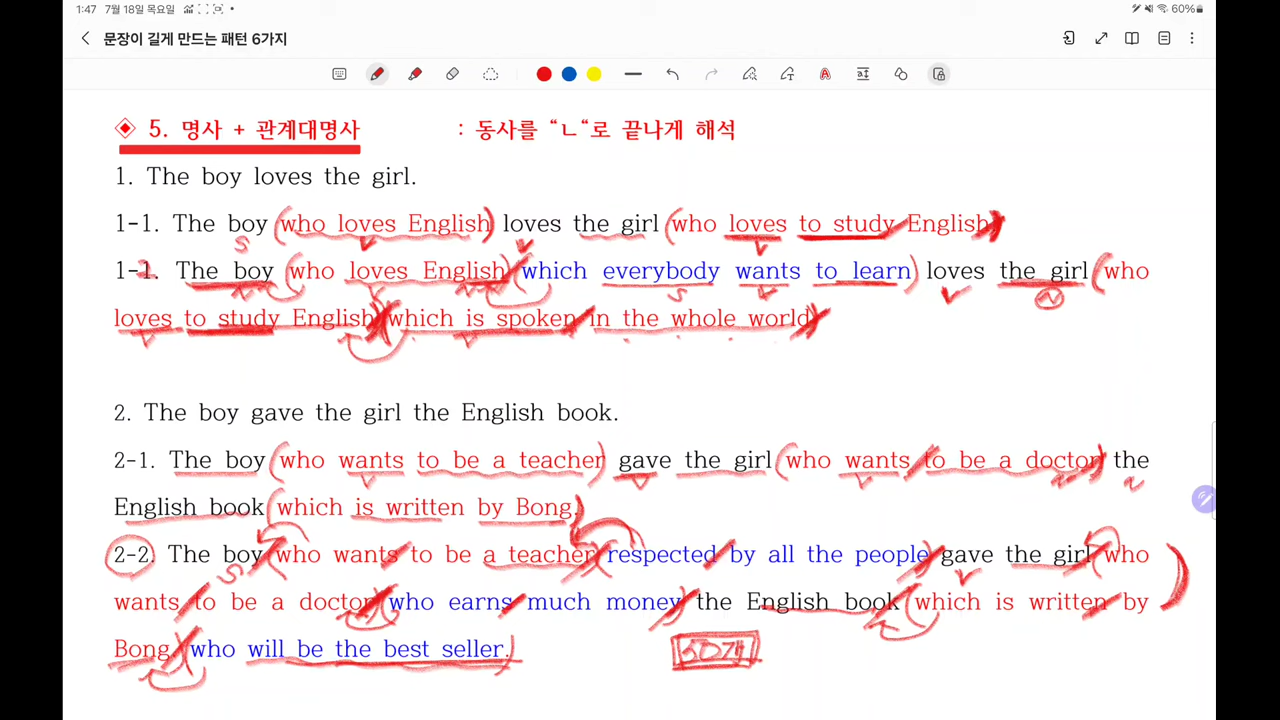 1:47 7월 18일 목요일 60%
문장이 길게 만드는 패턴 6가지
5. 명사 + 관계대명사 : 동사를 “ㄴ“로 끝나게 해석
1. The boy loves the girl.
1-1. The boy (who loves English) loves the girl (who loves to study English)
S V V V
1-2. The boy (who loves English) (which everybody wants to learn) loves the girl (who
N V N S V V N
loves to study English) (which is spoken in the whole world)
V V
2. The boy gave the girl the English book.
2-1. The boy (who wants to be a teacher) gave the girl (who wants to be a doctor) the
V V V N
English book (which is written by Bong.)
2-2. The boy (who wants to be a teacher) (respected by all the people) gave the girl (who
S V
wants to be a doctor) (who earns much money) the English book (which is written by
Bong) (who will be the best seller.) 50개